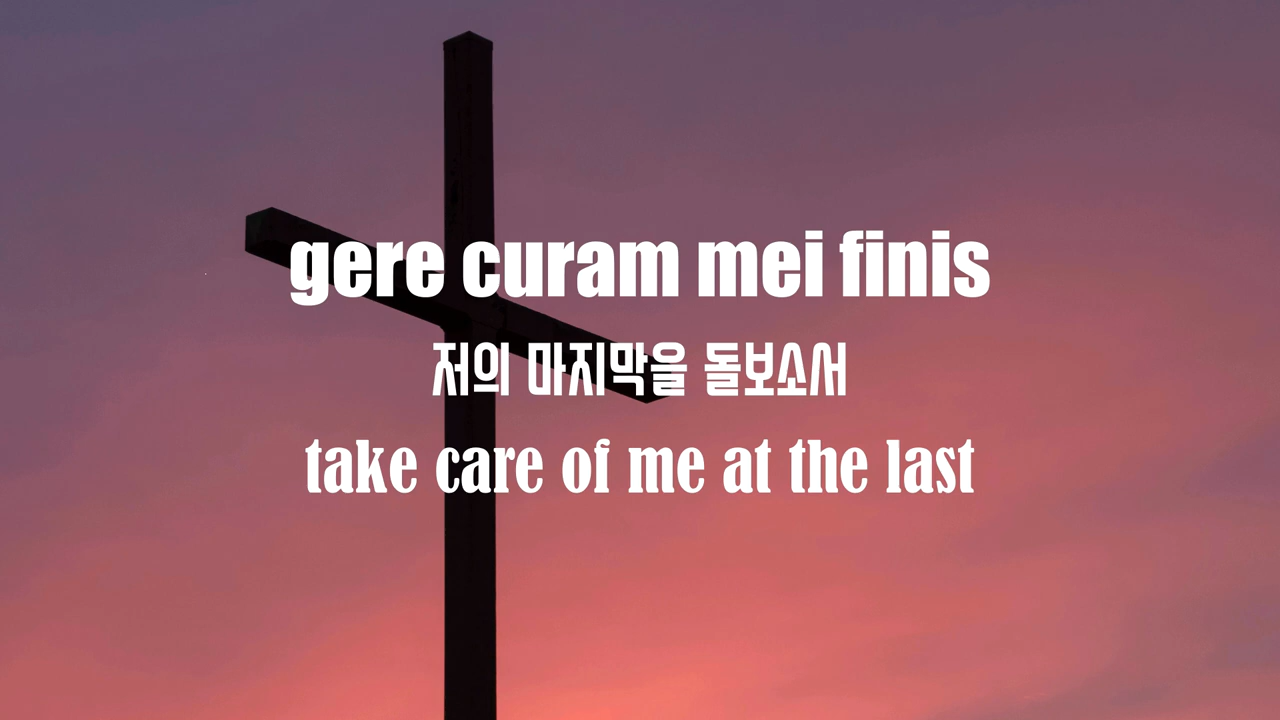 gere curam mei finis
저의 마지막을 돌보소서
take care of me at the last